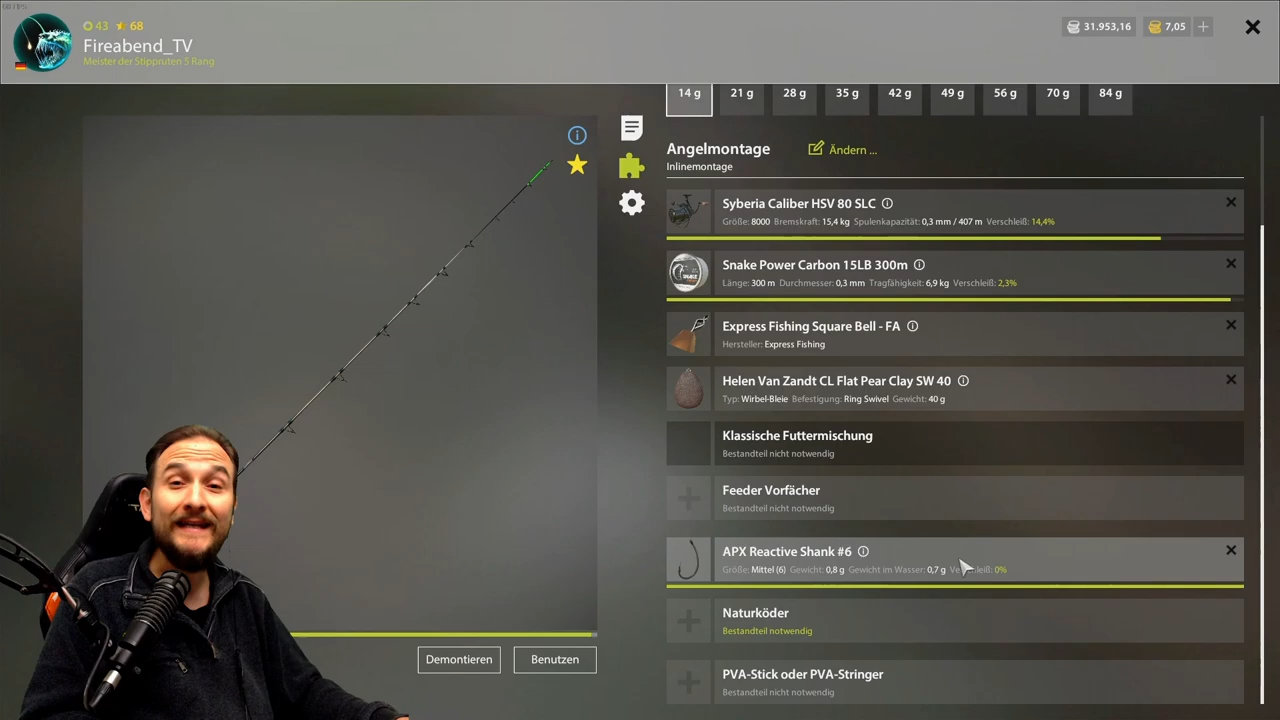 60 FPS
43 68
Fireabend_TV
Meister der Stippruten 5 Rang
31.953,16
7,05
14 g 21 g 28 g 35 g 42 g 49 g 56 g 70 g 84 g
Angelmontage
Ändern ...
Inlinemontage
Syberia Caliber HSV 80 SLC
Größe: 8000 Bremskraft: 15,4 kg Spulenkapazität: 0,3 mm / 407 m Verschleiß: 14,4%
Snake Power Carbon 15LB 300m
Länge: 300 m Durchmesser: 0,3 mm Tragfähigkeit: 6,9 kg Verschleiß: 2,3%
Express Fishing Square Bell - FA
Hersteller: Express Fishing
Helen Van Zandt CL Flat Pear Clay SW 40
Typ: Wirbel-Bleie Befestigung: Ring Swivel Gewicht: 40 g
Klassische Futtermischung
Bestandteil nicht notwendig
Feeder Vorfächer
Bestandteil nicht notwendig
APX Reactive Shank #6
Größe: Mittel (6) Gewicht: 0,8 g Gewicht im Wasser: 0,7 g 0%
Naturköder
Bestandteil notwendig
PVA-Stick oder PVA-Stringer
Bestandteil nicht notwendig
Demontieren
Benutzen